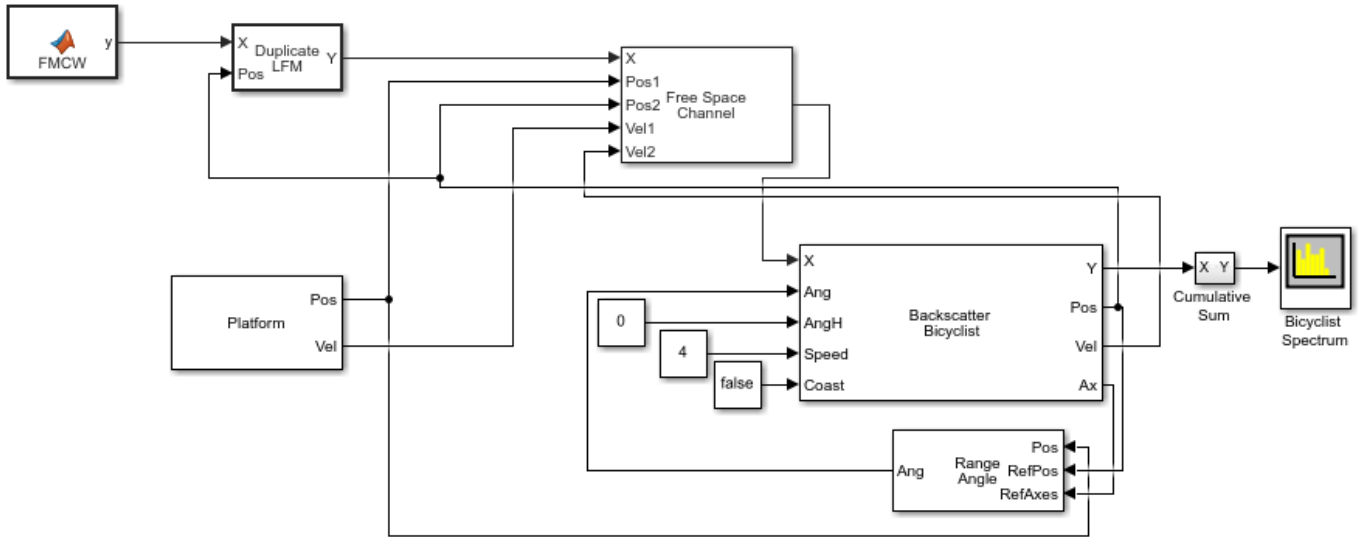 y
FMCW
X
Pos
Duplicate
LFM
Y
X
Pos1
Pos2
Vel1
Vel2
Free Space
Channel
Platform
Pos
Vel
0
4
false
X
Ang
AngH
Speed
Coast
Backscatter
Bicyclist
Y
Pos
Vel
Ax
X Y
Cumulative
Sum
Bicyclist
Spectrum
Ang
Range
Angle
Pos
RefPos
RefAxes